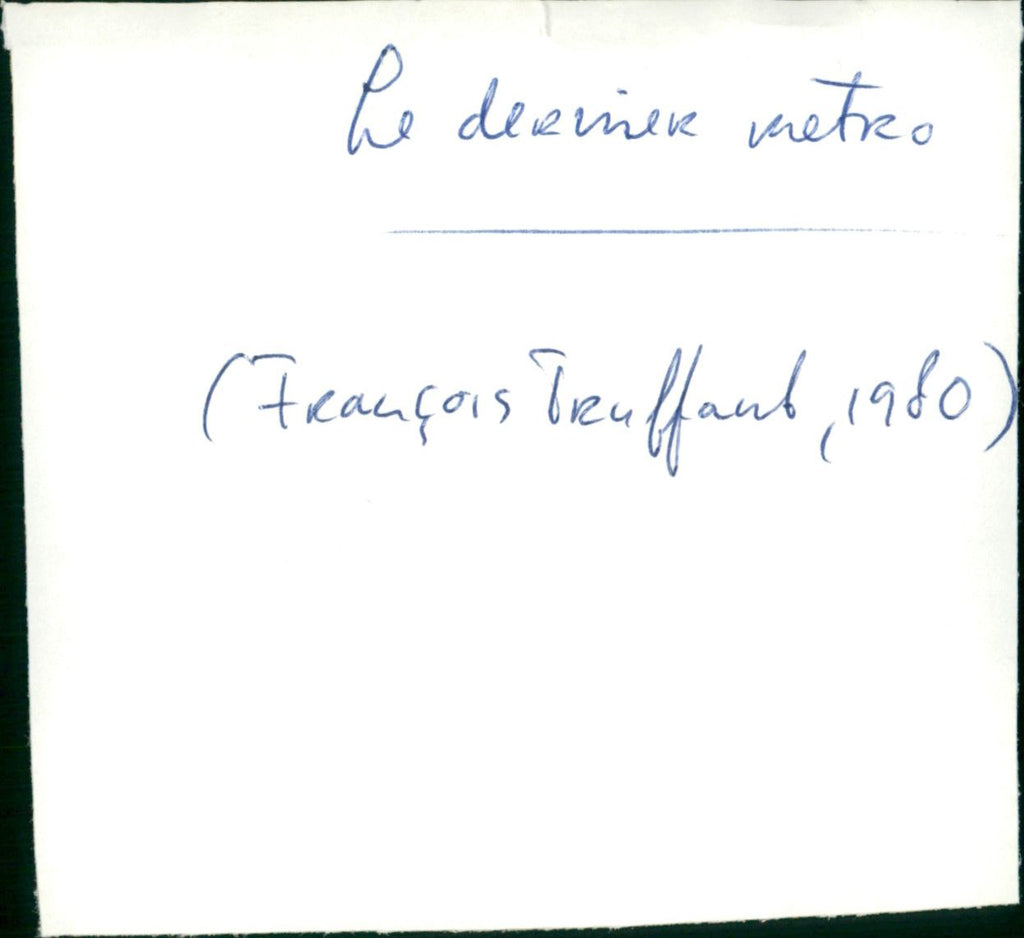 Le dernier metro
(François Truffaut, 1980)